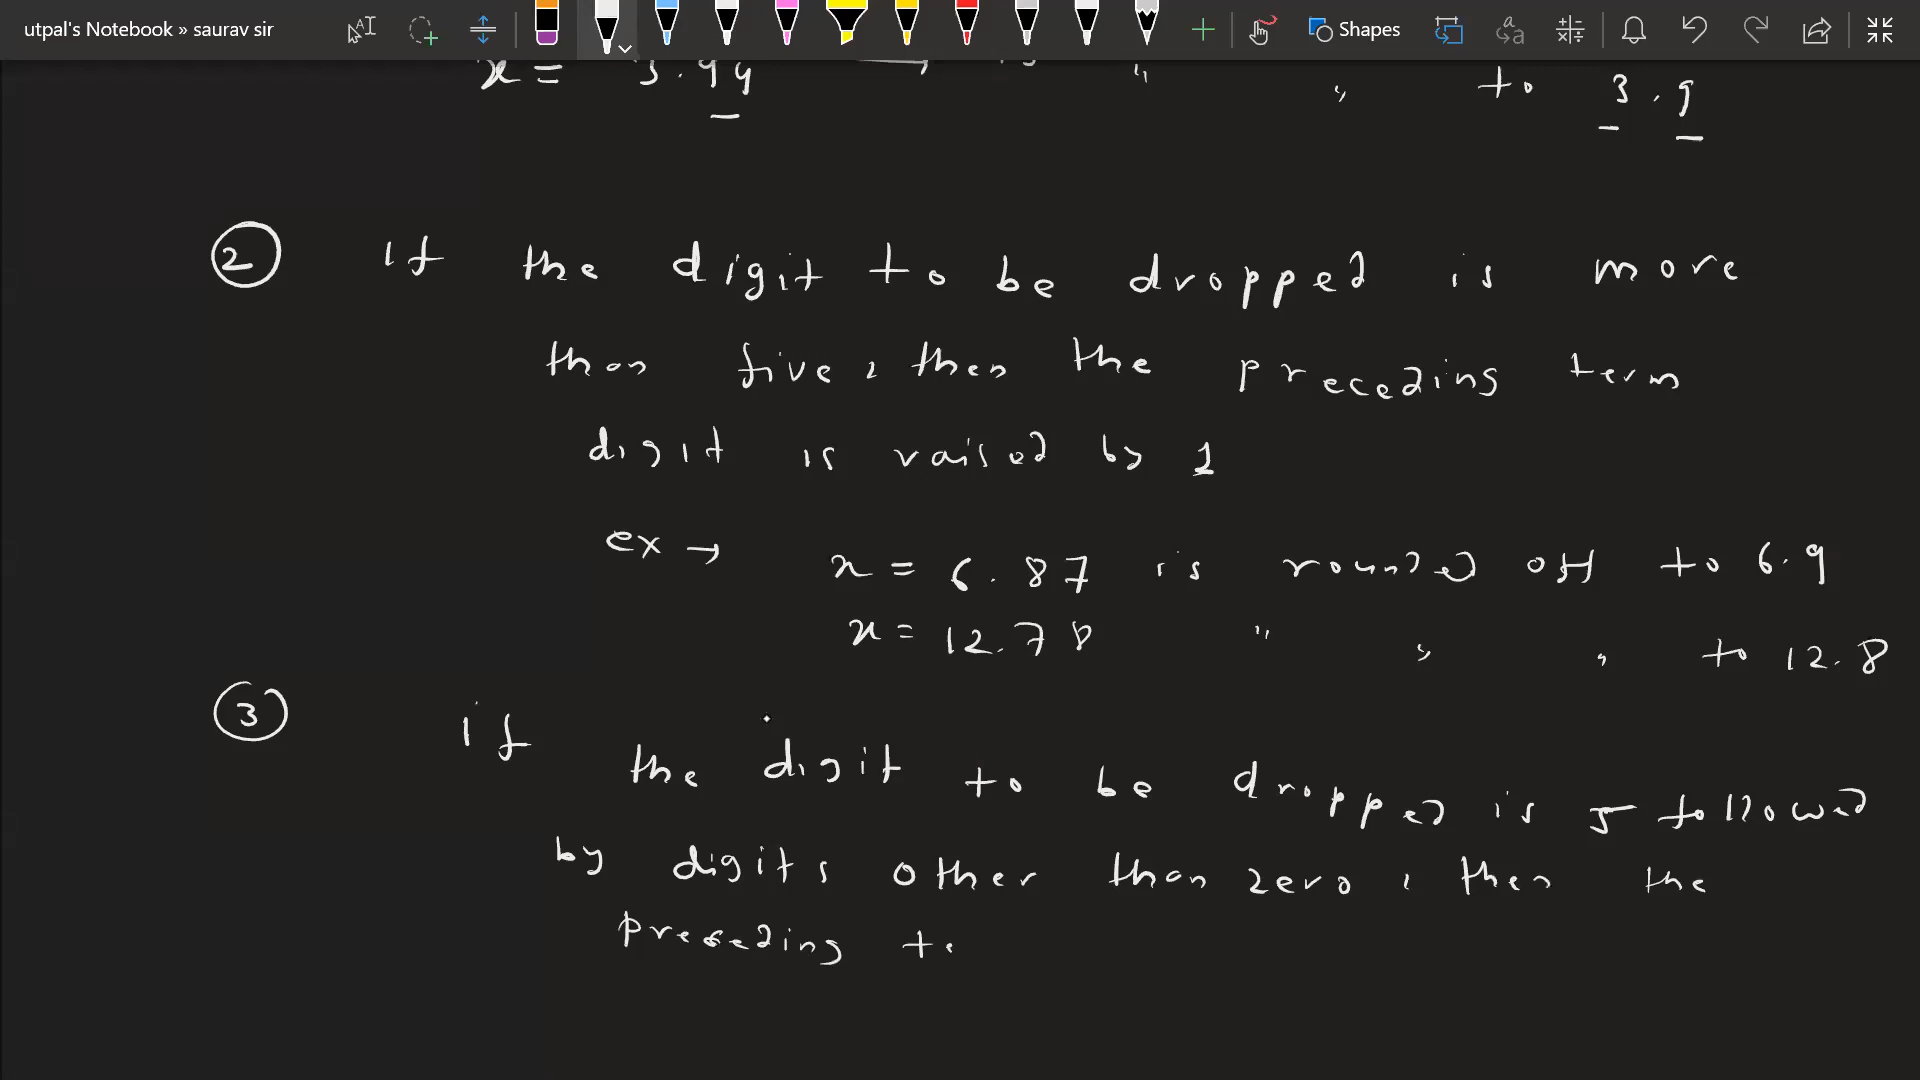 utpal's Notebook » saurav sir
Shapes
x = 3.94 → is " " to 3.9
② if the digit to be dropped is more
than five, then the preceding term
digit is raised by 1
ex → x = 6.87 is rounded off to 6.9
x = 12.78 " " " to 12.8
③ if the digit to be dropped is 5 followed
by digits other than zero, then the
preceding te